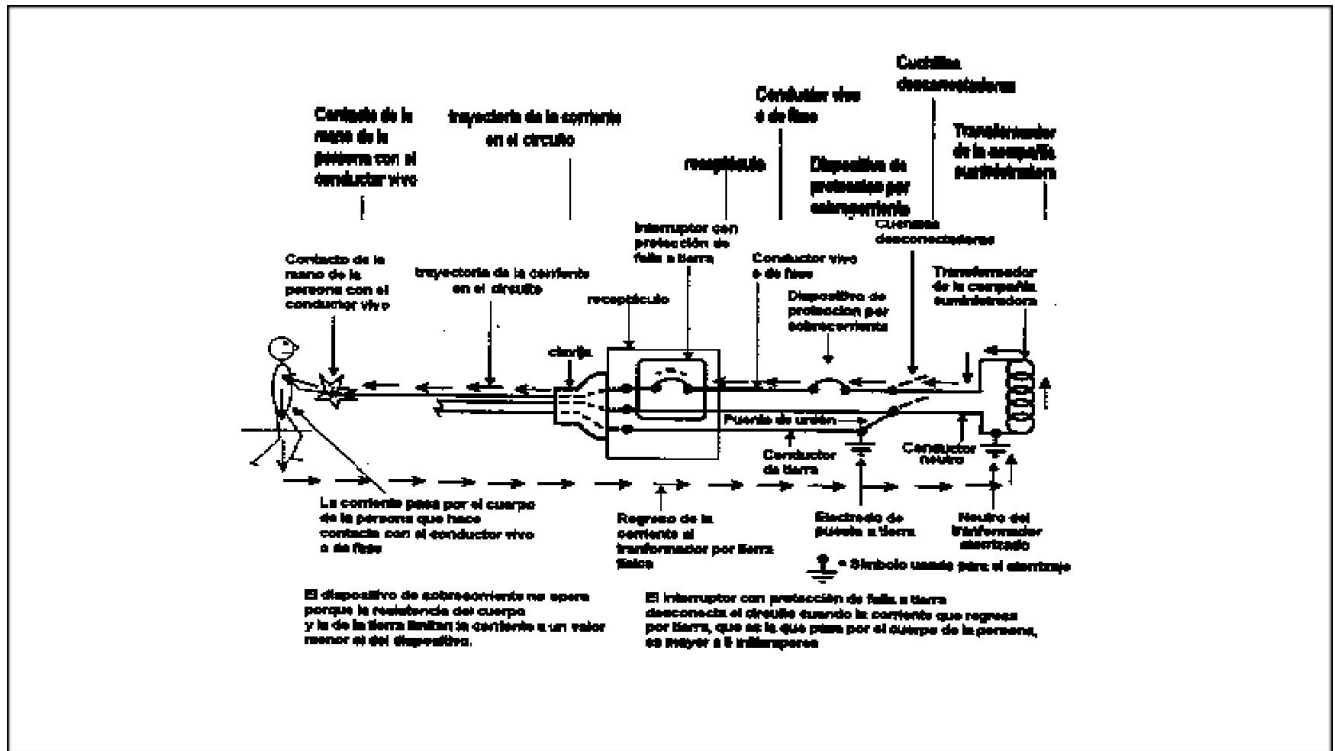 Cuchillas
desconectadoras
Conductor vivo
o de fase
Contacto de la
mano de la
persona con el
conductor vivo
trayectoria de la corriente
en el circuito
Transformador
de la compañía
suministradora
receptáculo
Dispositivo de
proteccion por
sobrecorriente
Interruptor con
protección de
falla a tierra
Cuchillas
desconectadoras
Contacto de la
mano de la
persona con el
conductor vivo
trayectoria de la corriente
en el circuito
receptáculo
Conductor vivo
o de fase
Dispositivo de
proteccion por
sobrecorriente
Transformador
de la compañía
suministradora
clavija
Puente de unión
Conductor
de tierra
Conductor
neutro
La corriente pasa por el cuerpo
de la persona que hace
contacto con el conductor vivo
o de fase
Regreso de la
corriente al
tranformador por tierra
física
Electrodo de
puesta a tierra
Neutro del
tranformador
aterrizado
= Símbolo usado para el aterrizaje
El dispositivo de sobrecorriente no opera
porque la resistencia del cuerpo
y la de la tierra limitan la corriente a un valor
menor al del dispositivo.
El interruptor con protección de falla a tierra
desconecta el circuito cuando la corriente que regresa
por tierra, que es la que pasa por el cuerpo de la persona,
es mayor a 5 miliamperes